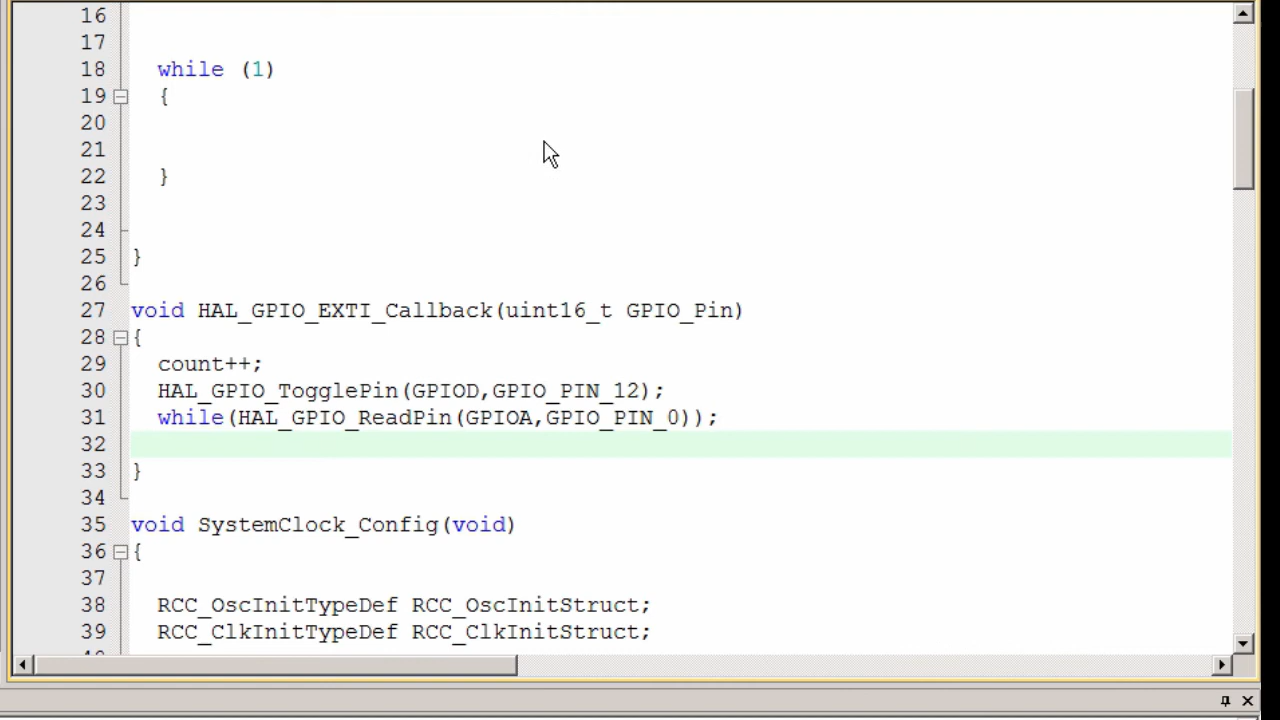 16
17
18 while (1)
19 {
20
21
22 }
23
24
25 }
26
27 void HAL_GPIO_EXTI_Callback(uint16_t GPIO_Pin)
28 {
29 count++;
30 HAL_GPIO_TogglePin(GPIOD,GPIO_PIN_12);
31 while(HAL_GPIO_ReadPin(GPIOA,GPIO_PIN_0));
32
33 }
34
35 void SystemClock_Config(void)
36 {
37
38 RCC_OscInitTypeDef RCC_OscInitStruct;
39 RCC_ClkInitTypeDef RCC_ClkInitStruct;